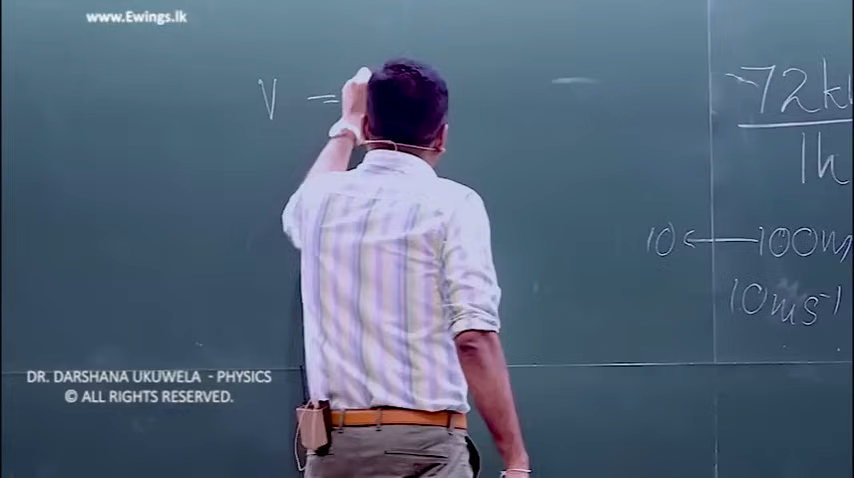 www.Ewings.lk
V =
72k
1h
10 ← 100m
10ms⁻¹
DR. DARSHANA UKUWELA - PHYSICS
© ALL RIGHTS RESERVED.